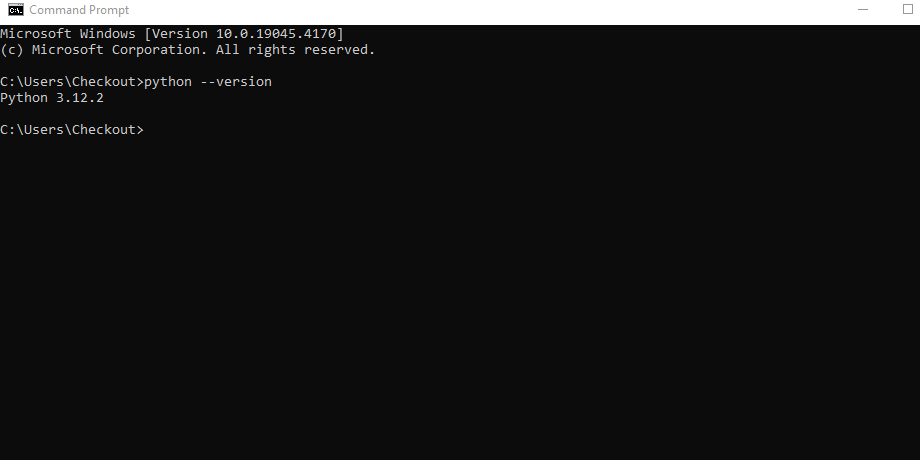 Command Prompt
Microsoft Windows [Version 10.0.19045.4170]
(c) Microsoft Corporation. All rights reserved.
C:\Users\Checkout>python --version
Python 3.12.2
C:\Users\Checkout>